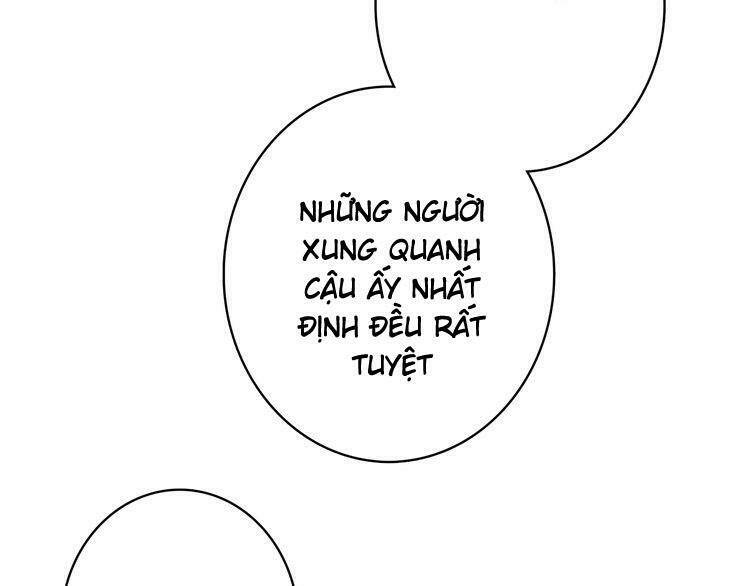 NHỮNG NGƯỜI
XUNG QUANH
CẬU ẤY NHẤT
ĐỊNH ĐỀU RẤT
TUYỆT